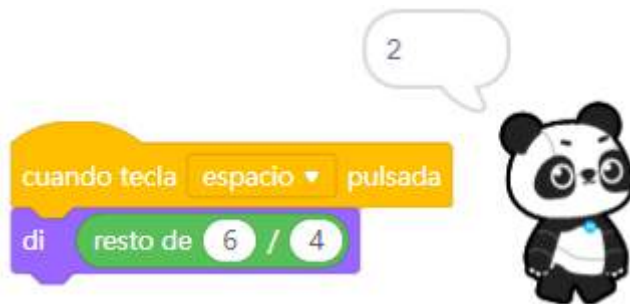 2
cuando tecla espacio ▼ pulsada
di resto de 6 / 4